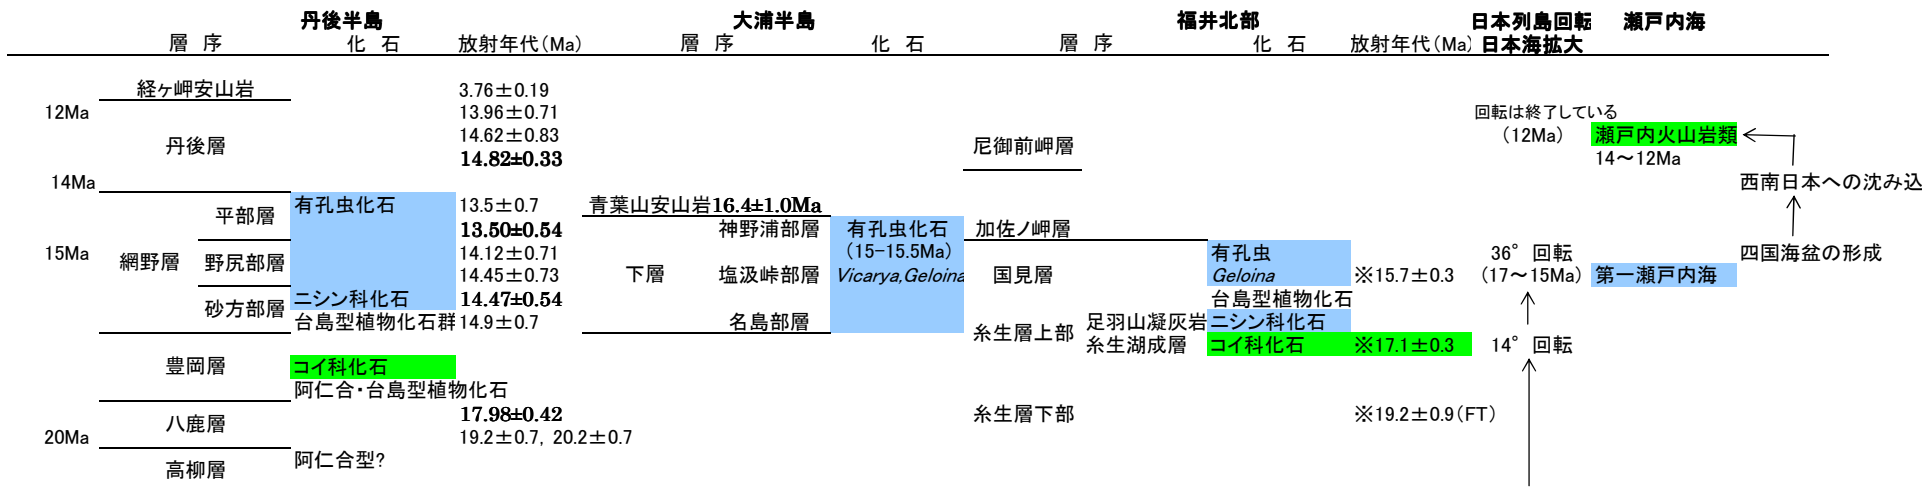 丹後半島 大浦半島 福井北部 日本列島回転 瀬戸内海
層 序 化 石 放射年代(Ma) 層 序 化 石 層 序 化 石 放射年代(Ma) 日本海拡大
経ヶ岬安山岩 3.76±0.19
12Ma 13.96±0.71 回転は終了している
丹後層 14.62±0.83 尼御前岬層 (12Ma) 瀬戸内火山岩類
14.82±0.33 14～12Ma
14Ma 西南日本への沈み込
平部層 有孔虫化石 13.5±0.7 青葉山安山岩16.4±1.0Ma
13.50±0.54 神野浦部層 有孔虫化石 加佐ノ岬層
15Ma 網野層 野尻部層 14.12±0.71 (15-15.5Ma) 有孔虫 36°回転 四国海盆の形成
14.45±0.73 下層 塩汲峠部層 Vicarya,Geloina 国見層 Geloina ※15.7±0.3 (17～15Ma) 第一瀬戸内海
砂方部層 ニシン科化石 14.47±0.54 台島型植物化石
台島型植物化石群 14.9±0.7 名島部層 糸生層上部 足羽山凝灰岩 ニシン科化石
糸生湖成層 コイ科化石 ※17.1±0.3 14°回転
豊岡層 コイ科化石
阿仁合・台島型植物化石
八鹿層 17.98±0.42 糸生層下部 ※19.2±0.9(FT)
20Ma 19.2±0.7, 20.2±0.7
高柳層 阿仁合型?